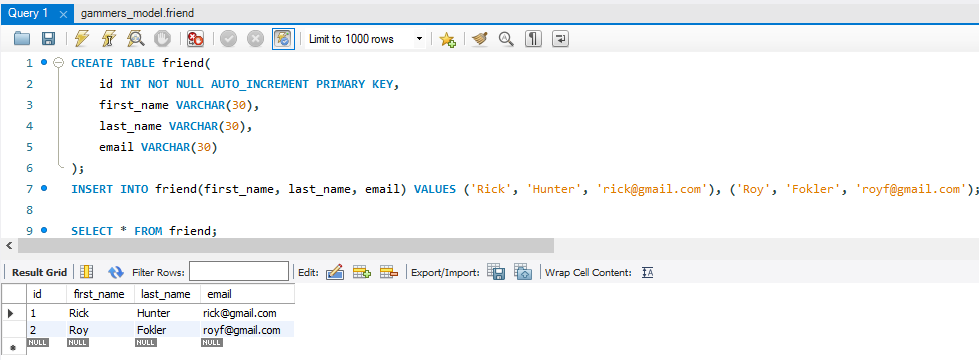 Query 1 gammers_model.friend
Limit to 1000 rows
1 CREATE TABLE friend(
2 id INT NOT NULL AUTO_INCREMENT PRIMARY KEY,
3 first_name VARCHAR(30),
4 last_name VARCHAR(30),
5 email VARCHAR(30)
6 );
7 INSERT INTO friend(first_name, last_name, email) VALUES ('Rick', 'Hunter', 'rick@gmail.com'), ('Roy', 'Fokler', 'royf@gmail.com');
8
9 SELECT * FROM friend;
Result Grid Filter Rows: Edit: Export/Import: Wrap Cell Content: IA
id first_name last_name email
1 Rick Hunter rick@gmail.com
2 Roy Fokler royf@gmail.com
NULL NULL NULL NULL